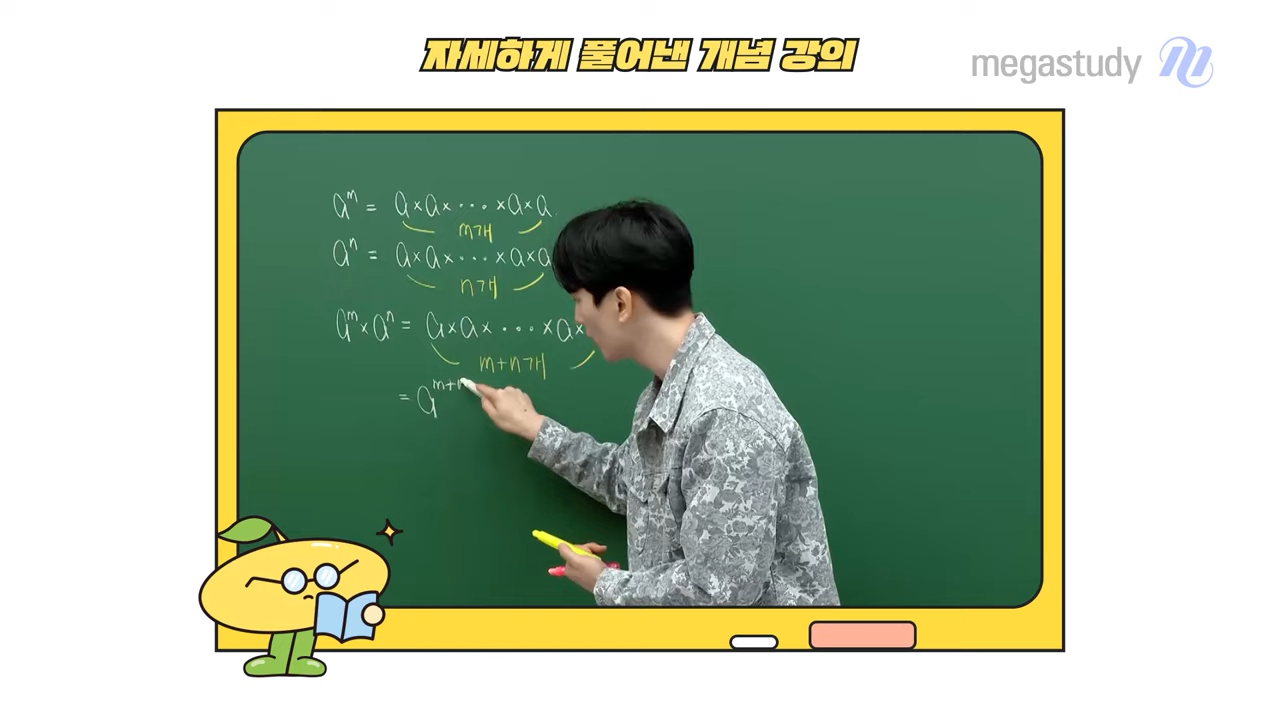 자세하게 풀어낸 개념 강의
megastudy
aᵐ = a×a×···×a×a
m개
aⁿ = a×a×···×a×a
n개
aᵐ×aⁿ = a×a×···×a×
m+n개
= aᵐ⁺ⁿ